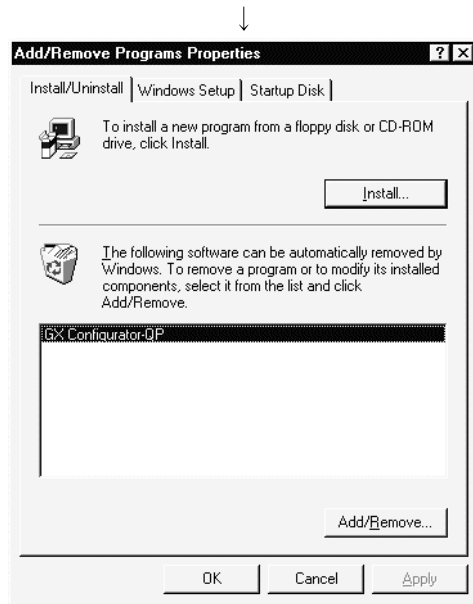 ↓
Add/Remove Programs Properties ? X
Install/Uninstall Windows Setup Startup Disk
To install a new program from a floppy disk or CD-ROM
drive, click Install.
Install...
The following software can be automatically removed by
Windows. To remove a program or to modify its installed
components, select it from the list and click
Add/Remove.
GX Configurator-QP
Add/Remove...
OK Cancel Apply